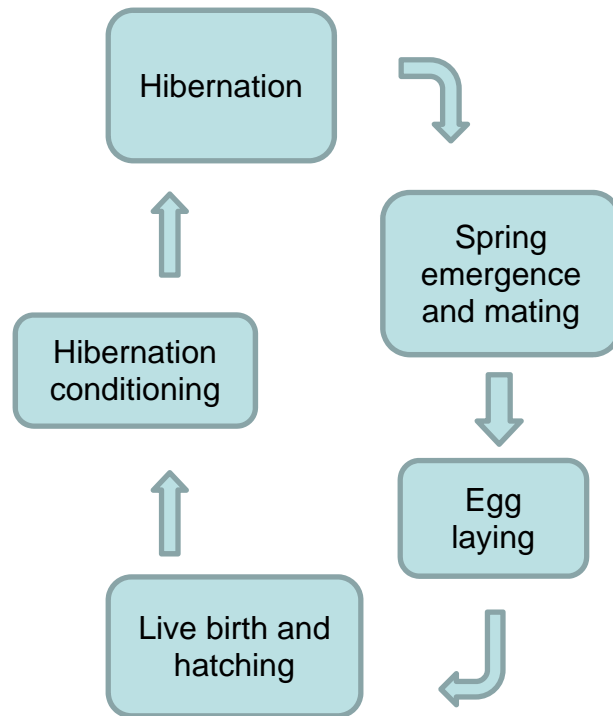 Hibernation
Spring
emergence
and mating
Egg
laying
Live birth and
hatching
Hibernation
conditioning